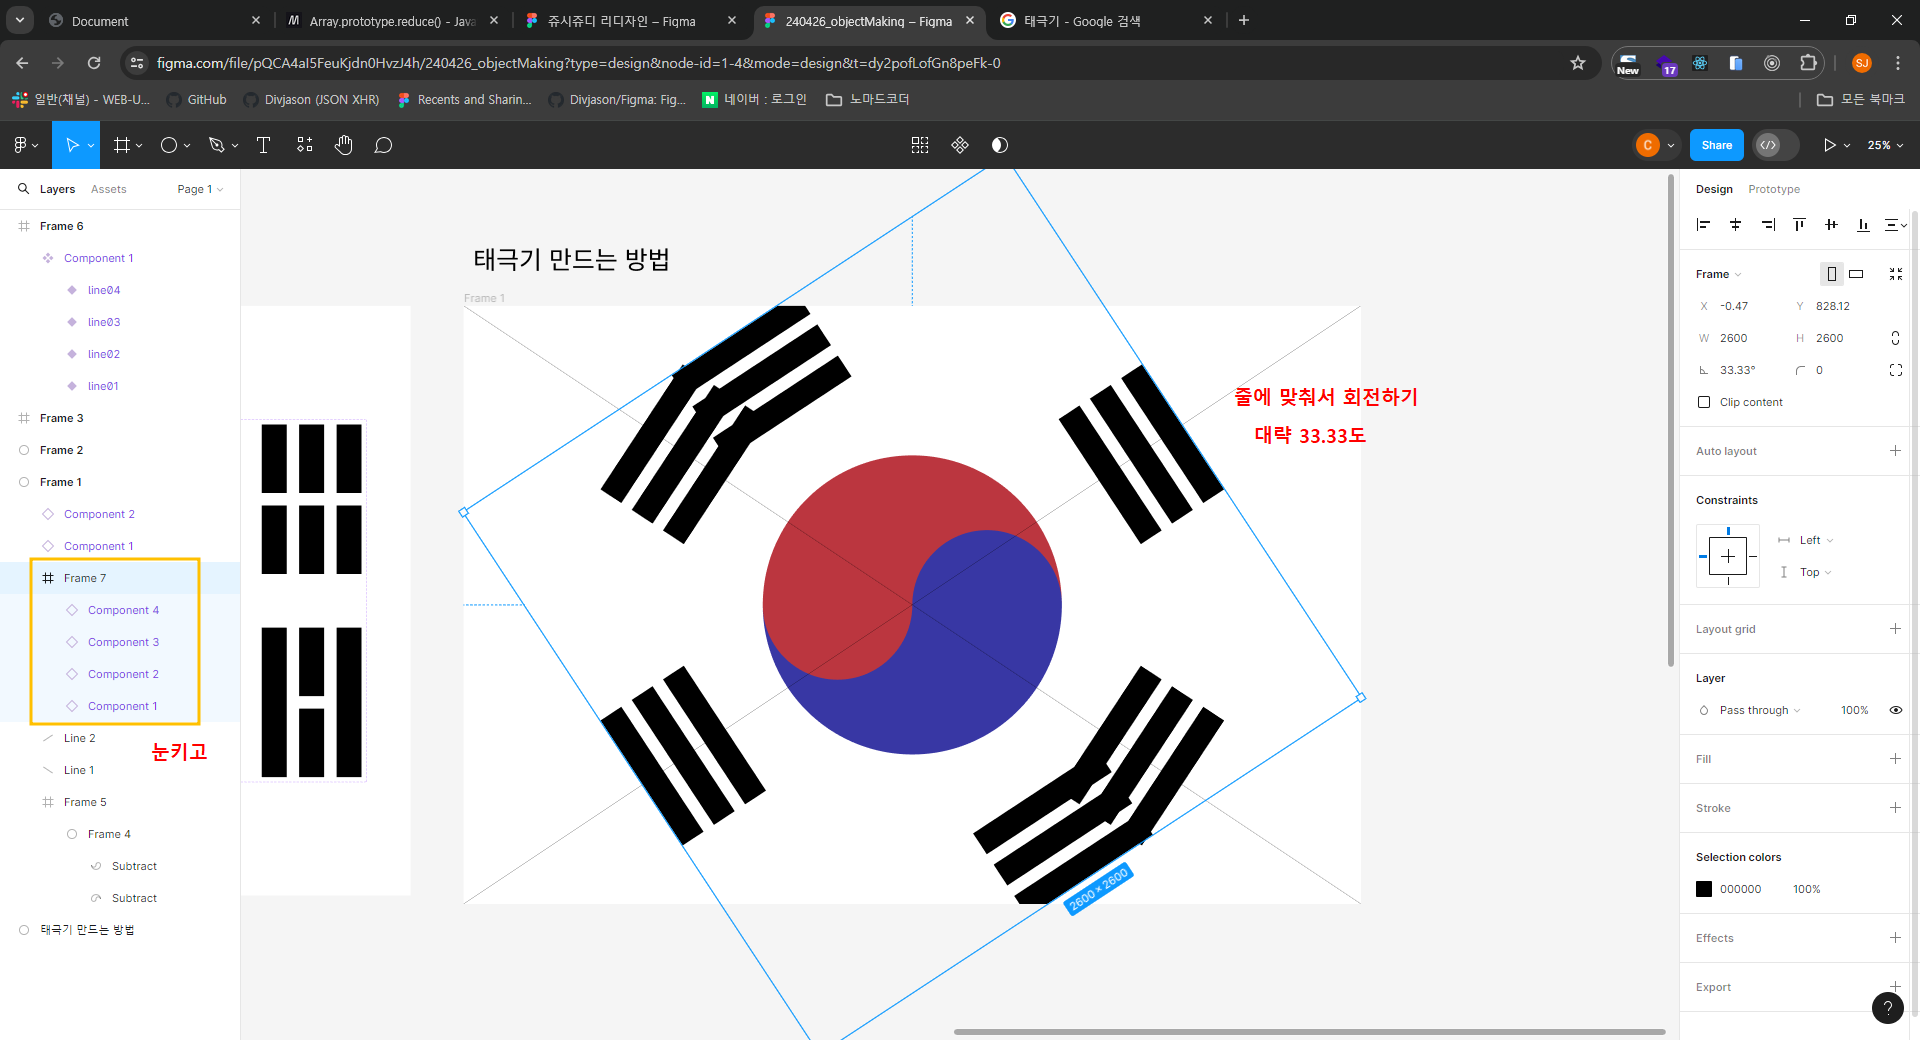 Document
Array.prototype.reduce() - Java
쥬시쥬디 리디자인 – Figma
240426_objectMaking – Figma
태극기 - Google 검색
figma.com/file/pQCA4aI5FeuKjdn0HvzJ4h/240426_objectMaking?type=design&node-id=1-4&mode=design&t=dy2pofLofGn8peFk-0
New
17
SJ
일반(채널) - WEB-U...
GitHub
Divjason (JSON XHR)
Recents and Sharin...
Divjason/Figma: Fig...
네이버 : 로그인
노마드코더
모든 북마크
C
Share
25%
Layers
Assets
Page 1
Frame 6
Component 1
line04
line03
line02
line01
Frame 3
Frame 2
Frame 1
Component 2
Component 1
Frame 7
Component 4
Component 3
Component 2
Component 1
Line 2
눈키고
Line 1
Frame 5
Frame 4
Subtract
Subtract
태극기 만드는 방법
태극기 만드는 방법
Frame 1
줄에 맞춰서 회전하기
대략 33.33도
2600 × 2600
Design
Prototype
Frame
X -0.47
Y 828.12
W 2600
H 2600
33.33°
0
Clip content
Auto layout
Constraints
Left
Top
Layout grid
Layer
Pass through
100%
Fill
Stroke
Selection colors
000000
100%
Effects
Export
?